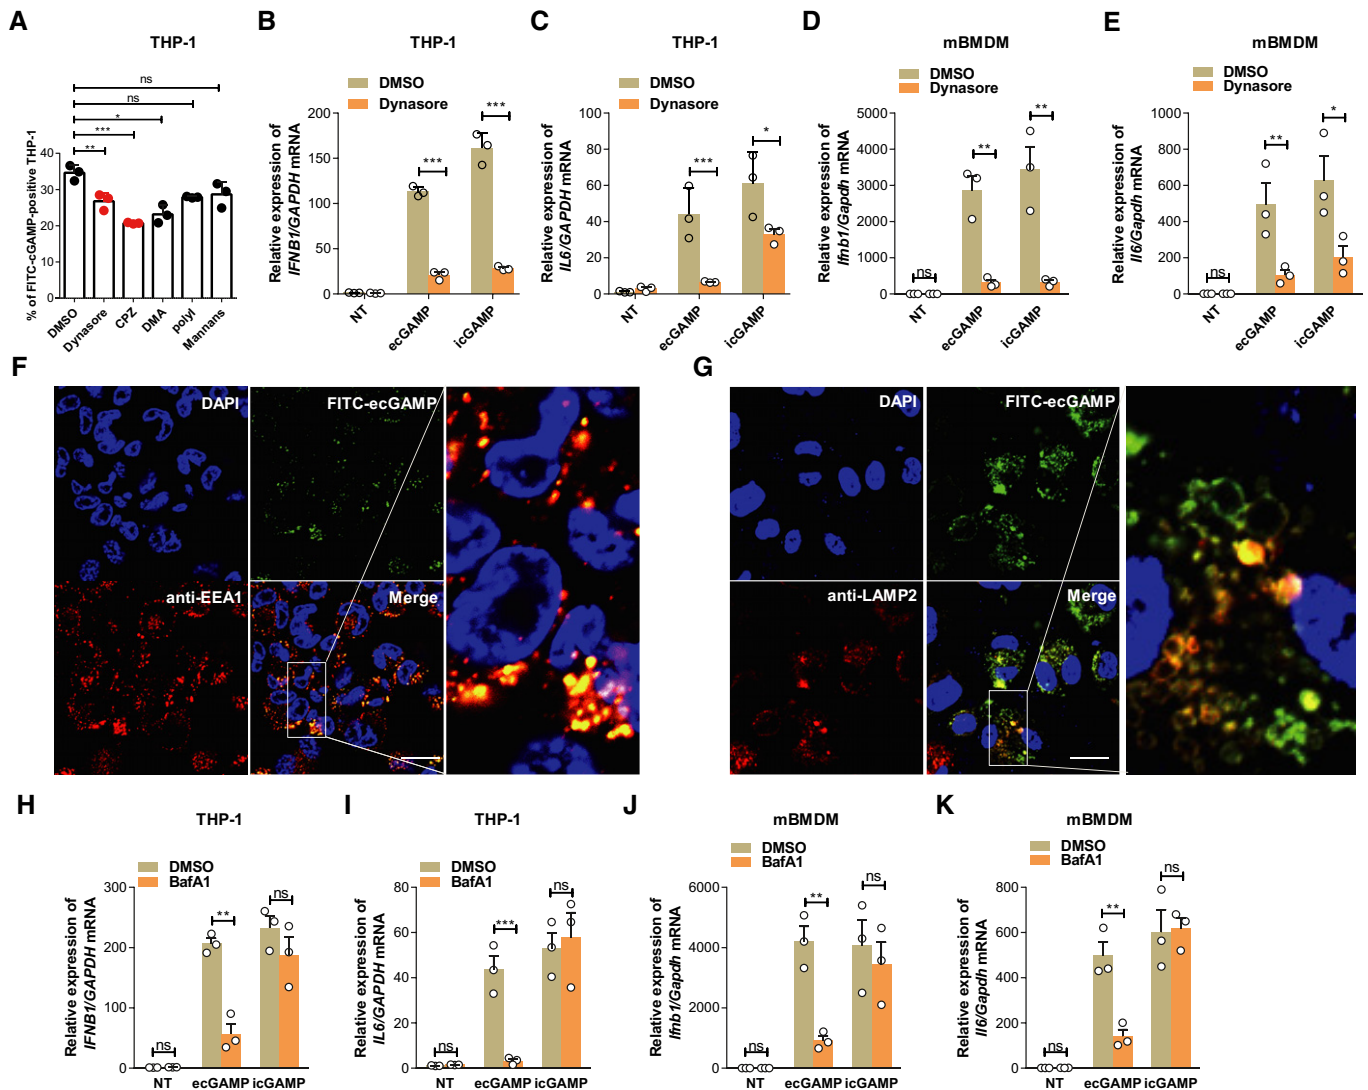 A
THP-1
ns
ns
*
***
**
% of FITC-cGAMP-positive THP-1
50
40
30
20
10
0
DMSO
Dynasore
CPZ
DMA
polyI
Mannans
B
THP-1
DMSO
Dynasore
Relative expression of
IFNB1/GAPDH mRNA
200
150
100
50
0
***
***
NT
ecGAMP
icGAMP
C
THP-1
DMSO
Dynasore
Relative expression of
IL6/GAPDH mRNA
100
80
60
40
20
0
***
*
NT
ecGAMP
icGAMP
D
mBMDM
DMSO
Dynasore
Relative expression of
Ifnb1/Gapdh mRNA
5000
4000
3000
2000
1000
0
ns
**
**
NT
ecGAMP
icGAMP
E
mBMDM
DMSO
Dynasore
Relative expression of
Il6/Gapdh mRNA
1000
800
600
400
200
0
ns
**
*
NT
ecGAMP
icGAMP
F
DAPI
FITC-ecGAMP
anti-EEA1
Merge
G
DAPI
FITC-ecGAMP
anti-LAMP2
Merge
H
THP-1
DMSO
BafA1
Relative expression of
IFNB1/GAPDH mRNA
300
200
100
0
ns
**
ns
NT
ecGAMP
icGAMP
I
THP-1
DMSO
BafA1
Relative expression of
IL6/GAPDH mRNA
80
60
40
20
0
ns
***
ns
NT
ecGAMP
icGAMP
J
mBMDM
DMSO
BafA1
Relative expression of
Ifnb1/Gapdh mRNA
6000
4000
2000
0
ns
**
ns
NT
ecGAMP
icGAMP
K
mBMDM
DMSO
BafA1
Relative expression of
Il6/Gapdh mRNA
800
600
400
200
0
ns
**
ns
NT
ecGAMP
icGAMP